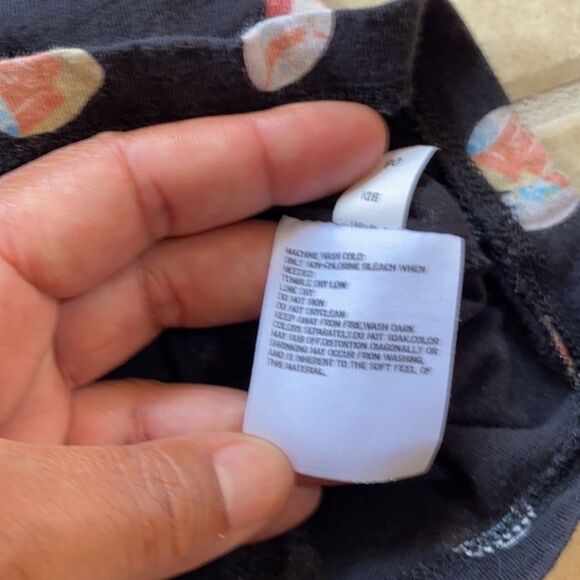 MACHINE WASH COLD:
ONLY NON-CHLORINE BLEACH WHEN
NEEDED:
TUMBLE DRY LOW:
LINE DRY:
DO NOT IRON:
DO NOT DRYCLEAN:
KEEP AWAY FROM FIRE,WASH DARK
COLORS SEPARATELY.DO NOT SOAK,COLOR
MAY RUB OFF.DISTORTION DIAGONALLY OR
SHRINKING MAY OCCUR FROM WASHING,
AND IS INHERENT TO THE SOFT FEEL OF
THIS MATERIAL.